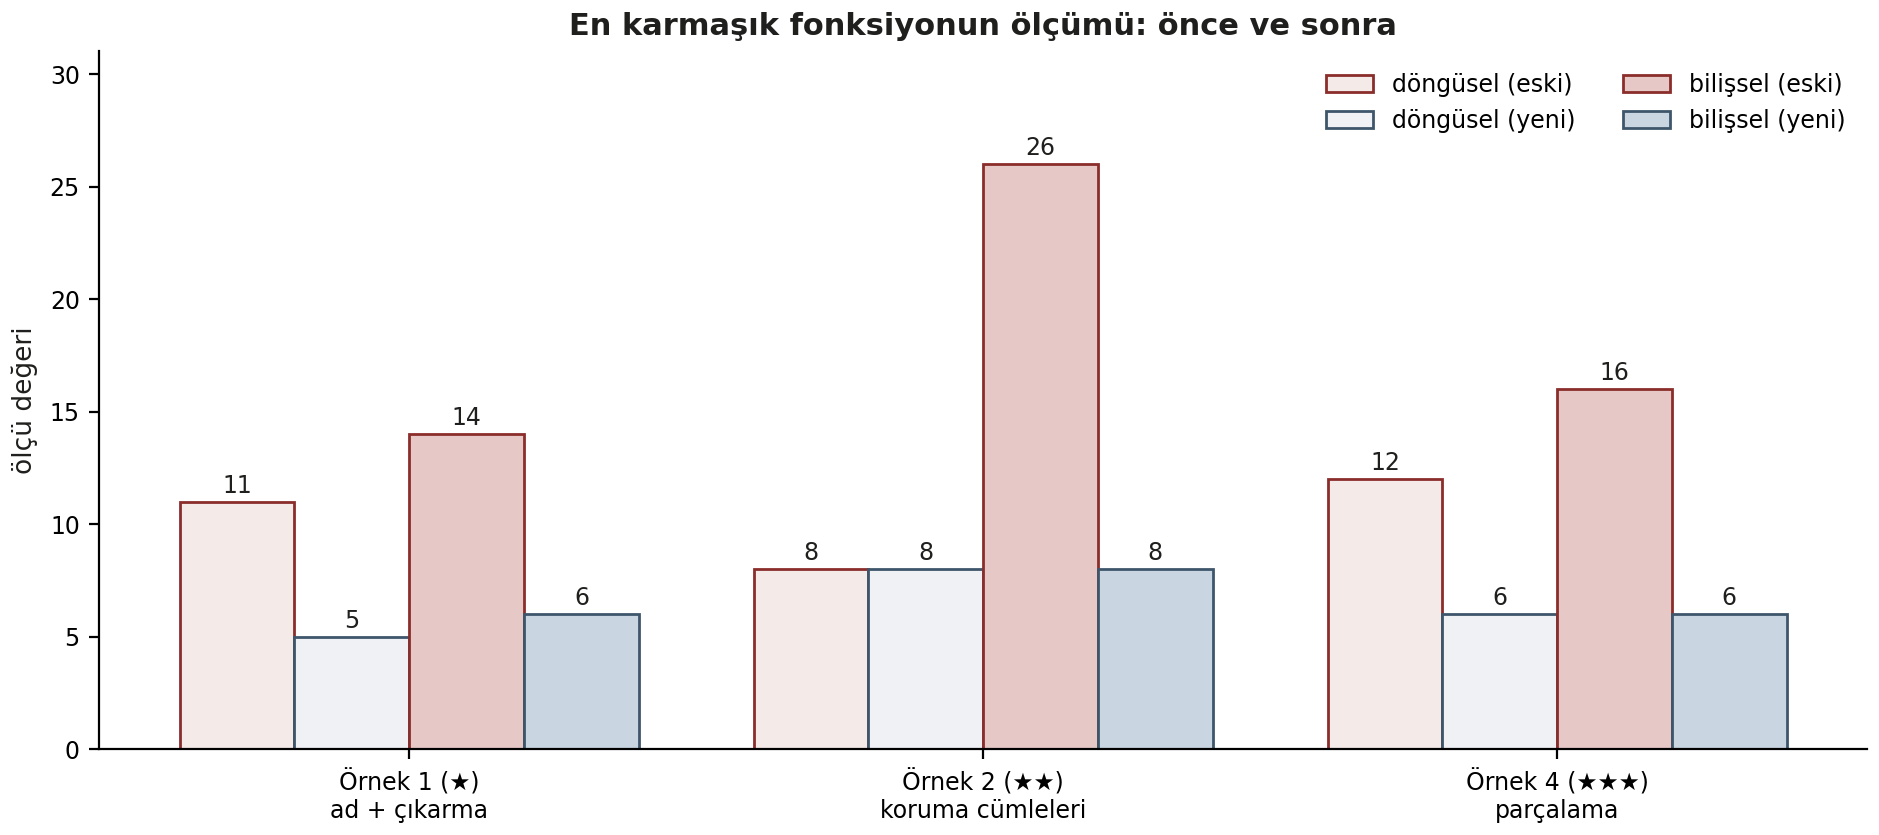 En karmaşık fonksiyonun ölçümü: önce ve sonra
döngüsel (eski)
döngüsel (yeni)
bilişsel (eski)
bilişsel (yeni)
ölçü değeri
30
25
20
15
10
5
0
11
5
14
6
8
8
26
8
12
6
16
6
Örnek 1 (★)
ad + çıkarma
Örnek 2 (★★)
koruma cümleleri
Örnek 4 (★★★)
parçalama